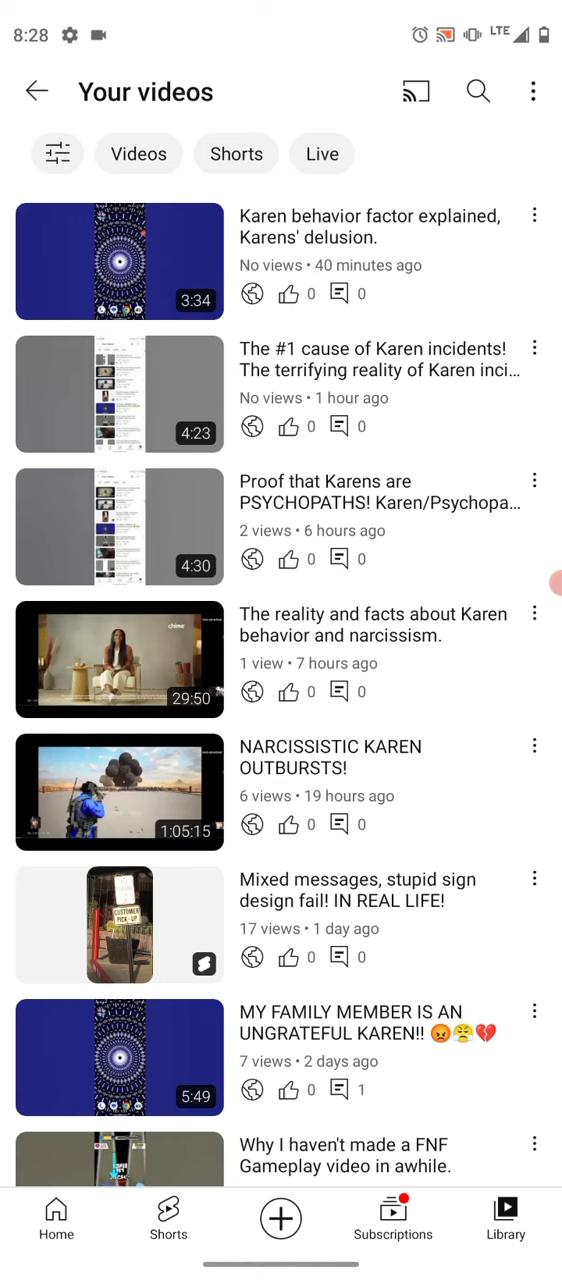 8:28
LTE
Your videos
Videos
Shorts
Live
3:34
Karen behavior factor explained,
Karens' delusion.
No views • 40 minutes ago
0
0
4:23
The #1 cause of Karen incidents!
The terrifying reality of Karen inci...
No views • 1 hour ago
0
0
4:30
Proof that Karens are
PSYCHOPATHS! Karen/Psychopa...
2 views • 6 hours ago
0
0
chime
29:50
The reality and facts about Karen
behavior and narcissism.
1 view • 7 hours ago
0
0
1:05:15
NARCISSISTIC KAREN
OUTBURSTS!
6 views • 19 hours ago
0
0
CUSTOMER
PICK-UP
Mixed messages, stupid sign
design fail! IN REAL LIFE!
17 views • 1 day ago
0
0
5:49
MY FAMILY MEMBER IS AN
UNGRATEFUL KAREN!! 😡😤💔
7 views • 2 days ago
0
1
Why I haven't made a FNF
Gameplay video in awhile.
Home
Shorts
Subscriptions
Library